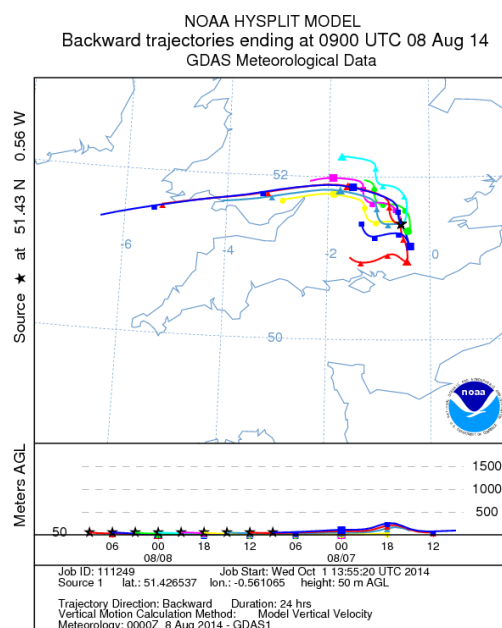 NOAA HYSPLIT MODEL
Backward trajectories ending at 0900 UTC 08 Aug 14
GDAS Meteorological Data
Source ★ at 51.43 N 0.56 W
52
-6
-4
-2
0
50
noaa
Meters AGL
1500
1000
500
50
06 00 18 12 06 00 18 12
08/08 08/07
Job ID: 111249 Job Start: Wed Oct 1 13:55:20 UTC 2014
Source 1 lat.: 51.426537 lon.: -0.561065 height: 50 m AGL
Trajectory Direction: Backward Duration: 24 hrs
Vertical Motion Calculation Method: Model Vertical Velocity
Meteorology: 0000Z 8 Aug 2014 - GDAS1